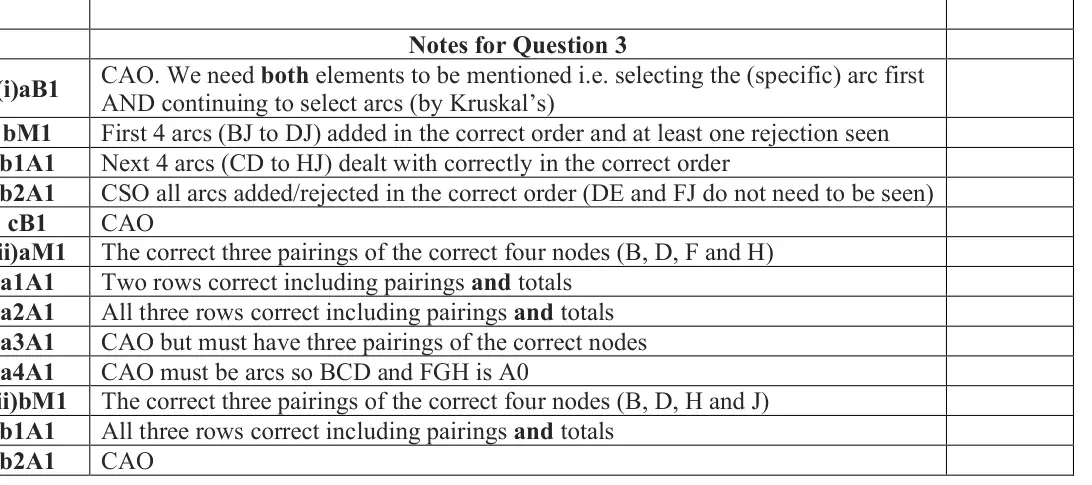 Notes for Question 3
(i)aB1 CAO. We need both elements to be mentioned i.e. selecting the (specific) arc first
AND continuing to select arcs (by Kruskal’s)
bM1 First 4 arcs (BJ to DJ) added in the correct order and at least one rejection seen
b1A1 Next 4 arcs (CD to HJ) dealt with correctly in the correct order
b2A1 CSO all arcs added/rejected in the correct order (DE and FJ do not need to be seen)
cB1 CAO
ii)aM1 The correct three pairings of the correct four nodes (B, D, F and H)
a1A1 Two rows correct including pairings and totals
a2A1 All three rows correct including pairings and totals
a3A1 CAO but must have three pairings of the correct nodes
a4A1 CAO must be arcs so BCD and FGH is A0
ii)bM1 The correct three pairings of the correct four nodes (B, D, H and J)
b1A1 All three rows correct including pairings and totals
b2A1 CAO